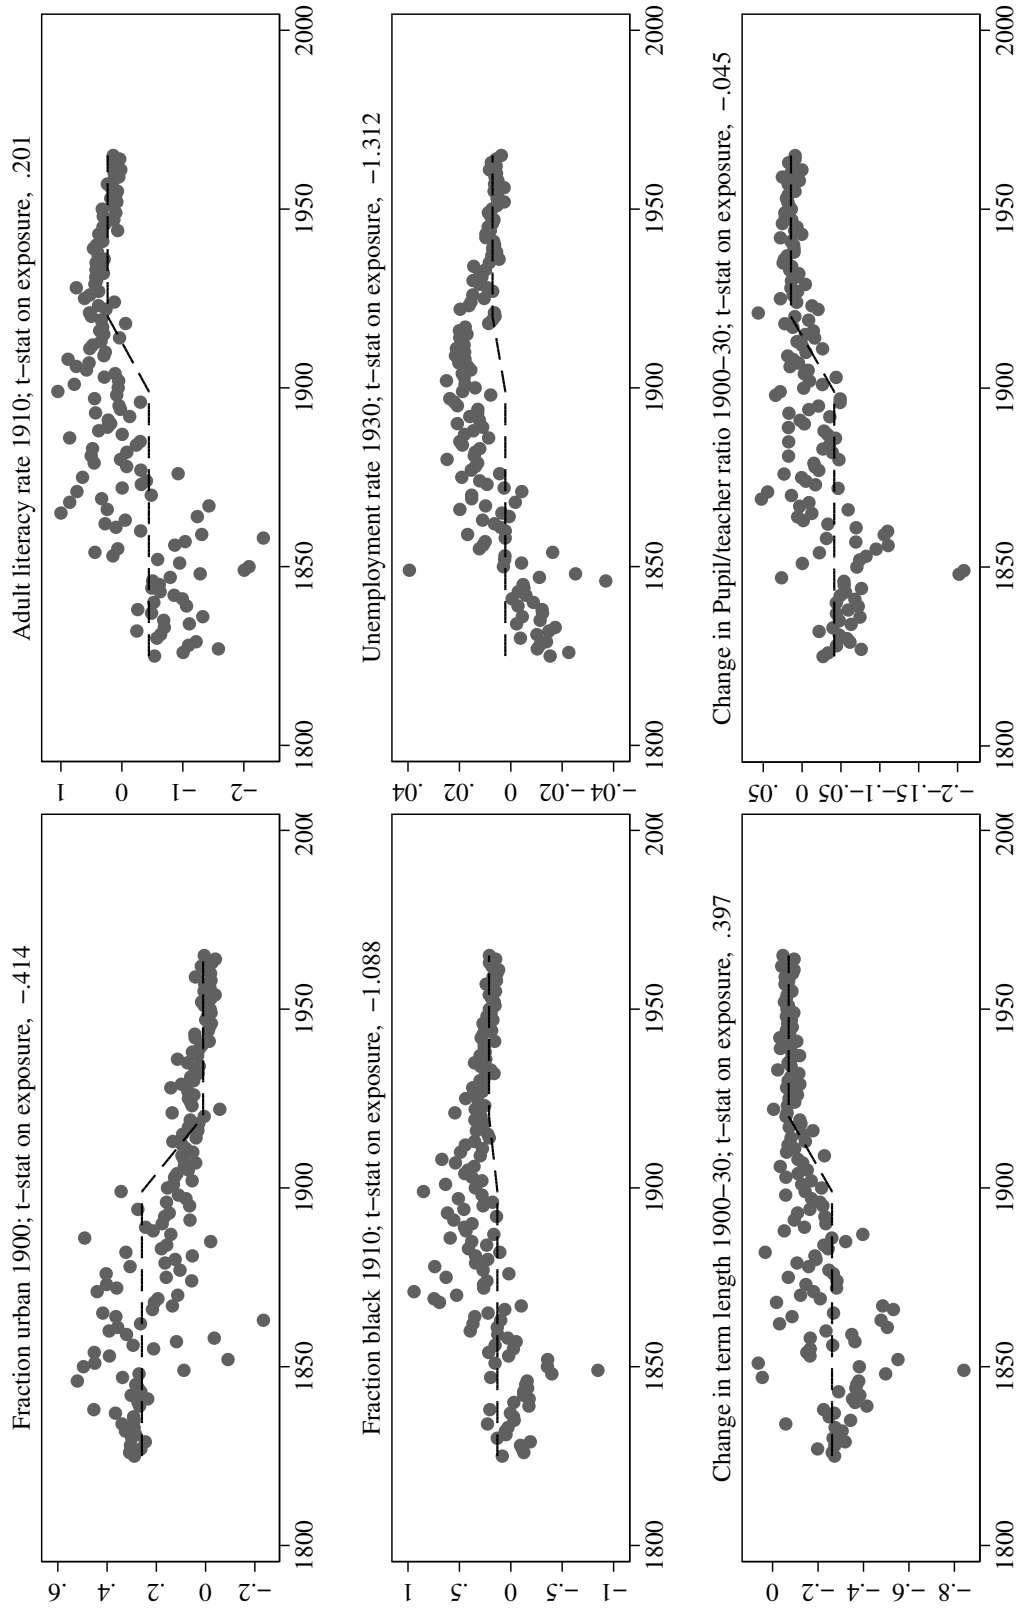 Fraction urban 1900; t−stat on exposure, −.414
.6
.4
.2
0
−.2
1800 1850 1900 1950 200
Adult literacy rate 1910; t−stat on exposure, .201
1
0
−1
−2
1800 1850 1900 1950 2000
Fraction black 1910; t−stat on exposure, −1.088
1
.5
0
−.5
−1
1800 1850 1900 1950 200
Unemployment rate 1930; t−stat on exposure, −1.312
.04
.02
0
−.02
−.04
1800 1850 1900 1950 2000
Change in term length 1900−30; t−stat on exposure, .397
0
−.2
−.4
−.6
−.8
1800 1850 1900 1950 200
Change in Pupil/teacher ratio 1900−30; t−stat on exposure, −.045
.05
0
−.05
−.1
−.15
−.2
1800 1850 1900 1950 2000